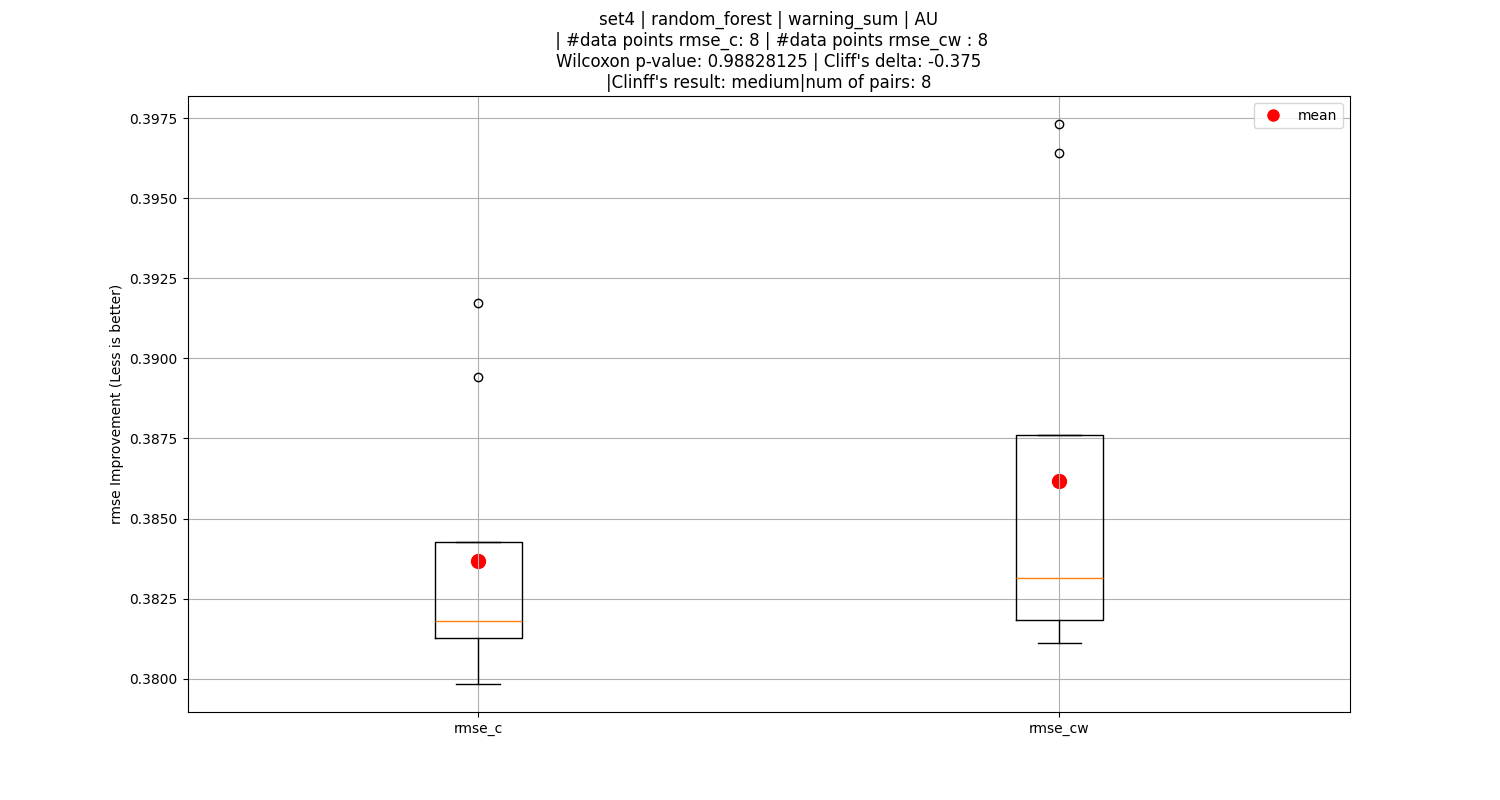 set4 | random_forest | warning_sum | AU
| #data points rmse_c: 8 | #data points rmse_cw : 8
Wilcoxon p-value: 0.98828125 | Cliff's delta: -0.375
|Clinff's result: medium|num of pairs: 8
mean
0.3975
0.3950
0.3925
0.3900
0.3875
0.3850
0.3825
0.3800
rmse Improvement (Less is better)
rmse_c
rmse_cw